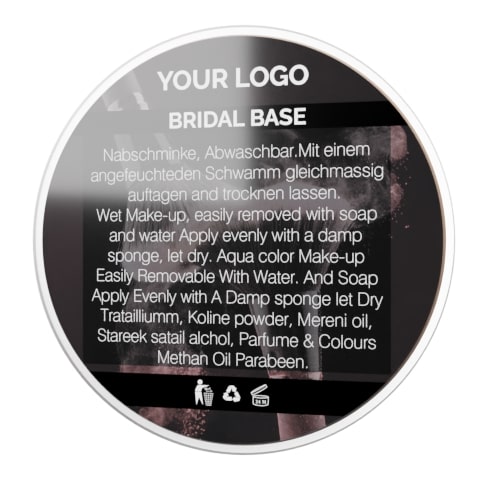 YOUR LOGO
BRIDAL BASE
Nabschminke, Abwaschbar.Mit einem
angefeuchteden Schwamm gleichmassig
auftagen and trocknen lassen.
Wet Make-up, easily removed with soap
and water Apply evenly with a damp
sponge, let dry. Aqua color Make-up
Easily Removable With Water. And Soap
Apply Evenly with A Damp sponge let Dry
Tratailliumm, Koline powder, Mereni oil,
Stareek satail alchol, Parfume & Colours
Methan Oil Parabeen.